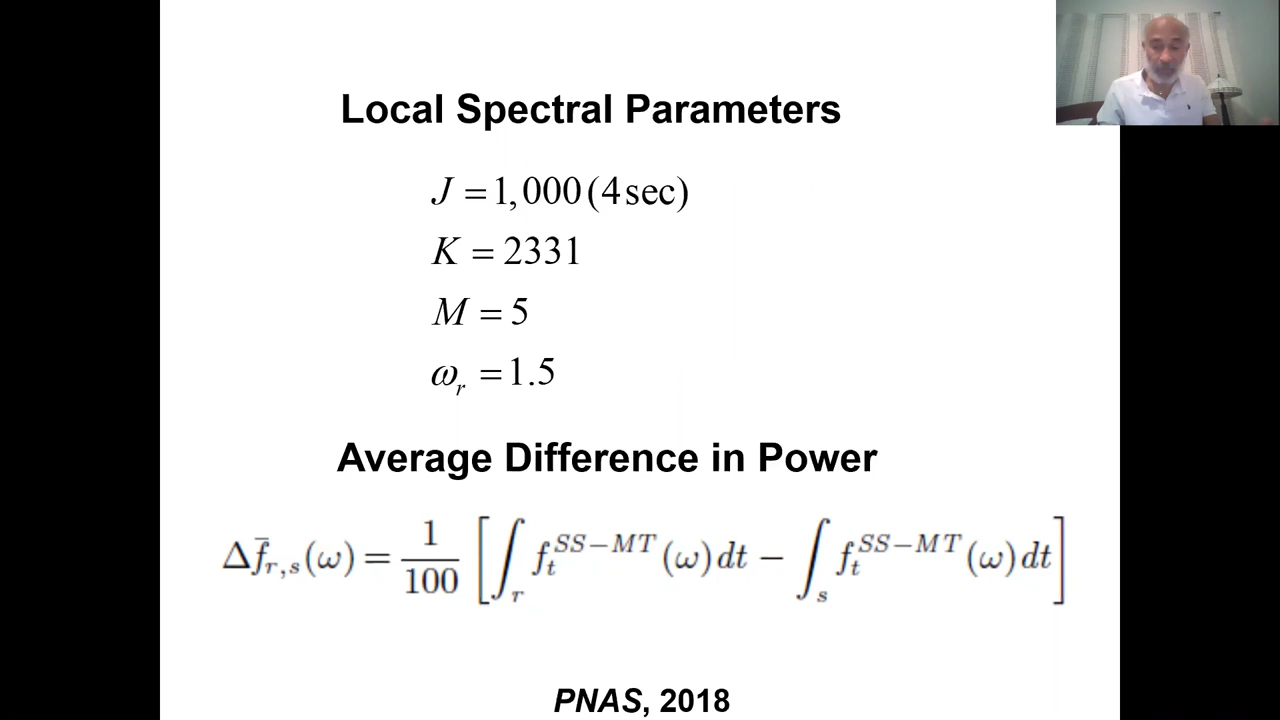 Local Spectral Parameters
J = 1,000 (4 sec)
K = 2331
M = 5
ω_r = 1.5
Average Difference in Power
Δf̄_{r,s}(ω) = 1/100 [∫_r f_t^{SS−MT}(ω)dt − ∫_s f_t^{SS−MT}(ω)dt]
PNAS, 2018